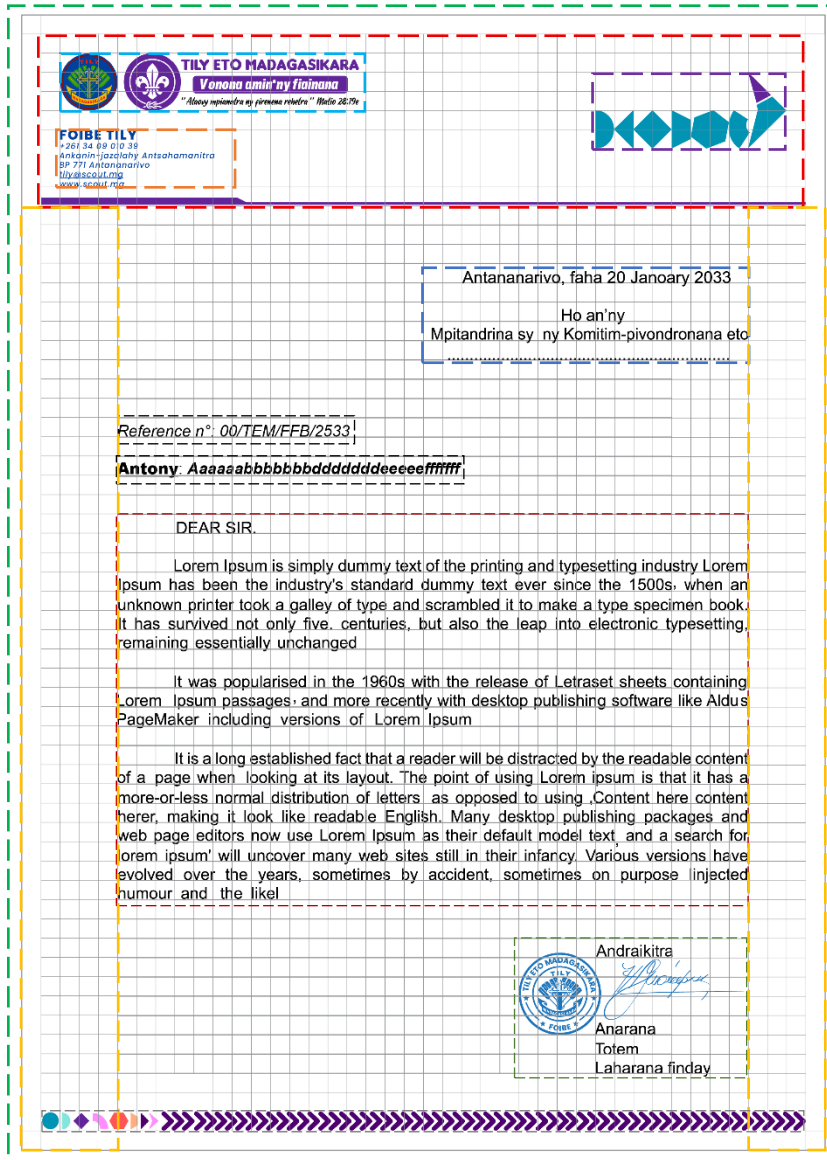 TILY ETO MADAGASIKARA
Vonona amin'ny fiainana
"Ataovy mpianatra ny firenena rehetra" Matio 28:19a
FOIBE TILY
+261 34 09 010 39
Ankanin-jazalahy Antsahamanitra
BP 771 Antananarivo
tily@scout.mg
www.scout.mg
Antananarivo, faha 20 Janoary 2033
Ho an'ny
Mpitandrina sy ny Komitim-pivondronana eto
Reference n°: 00/TEM/FFB/2533
Antony: Aaaaaabbbbbbbdddddddeeeeefffffff
DEAR SIR.
Lorem Ipsum is simply dummy text of the printing and typesetting industry Lorem
Ipsum has been the industry's standard dummy text ever since the 1500s, when an
unknown printer took a galley of type and scrambled it to make a type specimen book.
It has survived not only five. centuries, but also the leap into electronic typesetting,
remaining essentially unchanged
It was popularised in the 1960s with the release of Letraset sheets containing
Lorem Ipsum passages, and more recently with desktop publishing software like Aldus
PageMaker including versions of Lorem Ipsum
It is a long established fact that a reader will be distracted by the readable content
of a page when looking at its layout. The point of using Lorem ipsum is that it has a
more-or-less normal distribution of letters as opposed to using ,Content here content
herer, making it look like readable English. Many desktop publishing packages and
web page editors now use Lorem Ipsum as their default model text, and a search for
lorem ipsum' will uncover many web sites still in their infancy. Various versions have
evolved over the years, sometimes by accident, sometimes on purpose Iinjected
humour and the likeI
Andraikitra
TILY ETO MADAGASIKARA
TILY
FOIBE
Anarana
Totem
Laharana finday